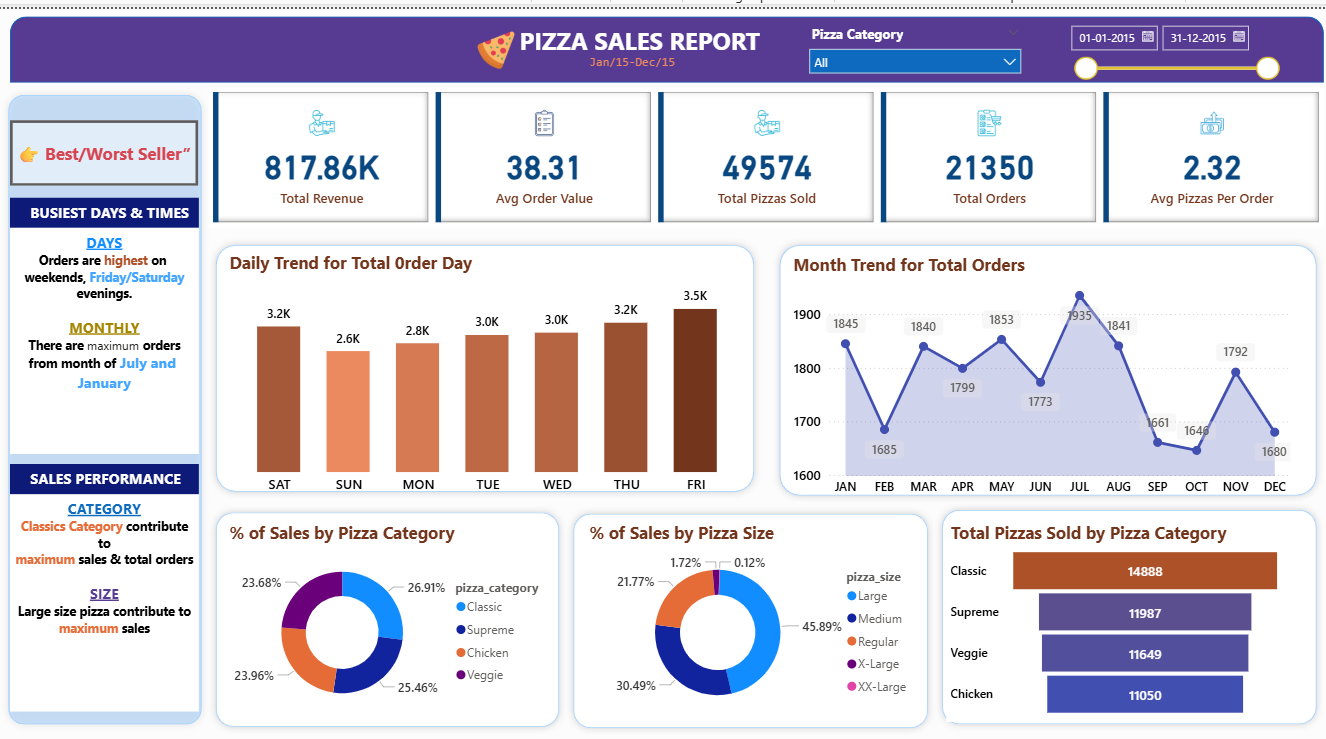 PIZZA SALES REPORT
Jan/15-Dec/15
Pizza Category
All
01-01-2015
31-12-2015
👉 Best/Worst Seller”
BUSIEST DAYS & TIMES
DAYS
Orders are highest on
weekends, Friday/Saturday
evenings.
MONTHLY
There are maximum orders
from month of July and
January
SALES PERFORMANCE
CATEGORY
Classics Category contribute
to
maximum sales & total orders
SIZE
Large size pizza contribute to
maximum sales
817.86K
Total Revenue
38.31
Avg Order Value
49574
Total Pizzas Sold
21350
Total Orders
2.32
Avg Pizzas Per Order
Daily Trend for Total 0rder Day
3.2K
2.6K
2.8K
3.0K
3.0K
3.2K
3.5K
SAT SUN MON TUE WED THU FRI
Month Trend for Total Orders
1900
1800
1700
1600
1845
1685
1840
1799
1853
1773
1935
1841
1661
1646
1792
1680
JAN FEB MAR APR MAY JUN JUL AUG SEP OCT NOV DEC
% of Sales by Pizza Category
23.68%
26.91%
23.96%
25.46%
pizza_category
Classic
Supreme
Chicken
Veggie
% of Sales by Pizza Size
1.72%
0.12%
21.77%
45.89%
30.49%
pizza_size
Large
Medium
Regular
X-Large
XX-Large
Total Pizzas Sold by Pizza Category
Classic 14888
Supreme 11987
Veggie 11649
Chicken 11050